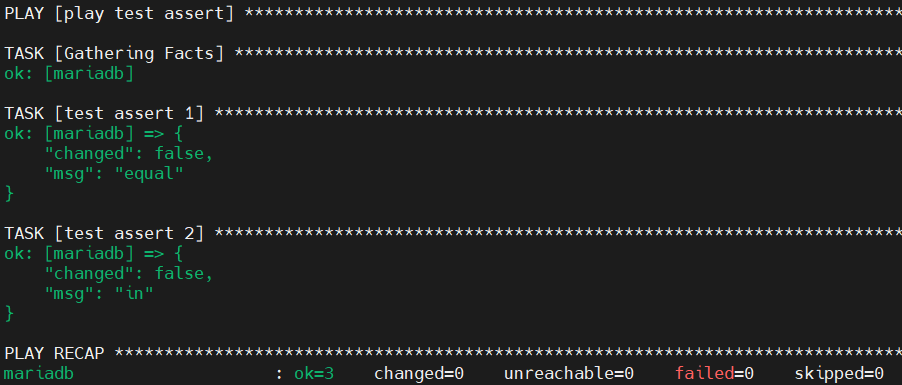 PLAY [play test assert] ******************************************************************
TASK [Gathering Facts] *******************************************************************
ok: [mariadb]
TASK [test assert 1] *********************************************************************
ok: [mariadb] => {
    "changed": false,
    "msg": "equal"
}
TASK [test assert 2] *********************************************************************
ok: [mariadb] => {
    "changed": false,
    "msg": "in"
}
PLAY RECAP *******************************************************************************
mariadb                    : ok=3    changed=0    unreachable=0    failed=0    skipped=0